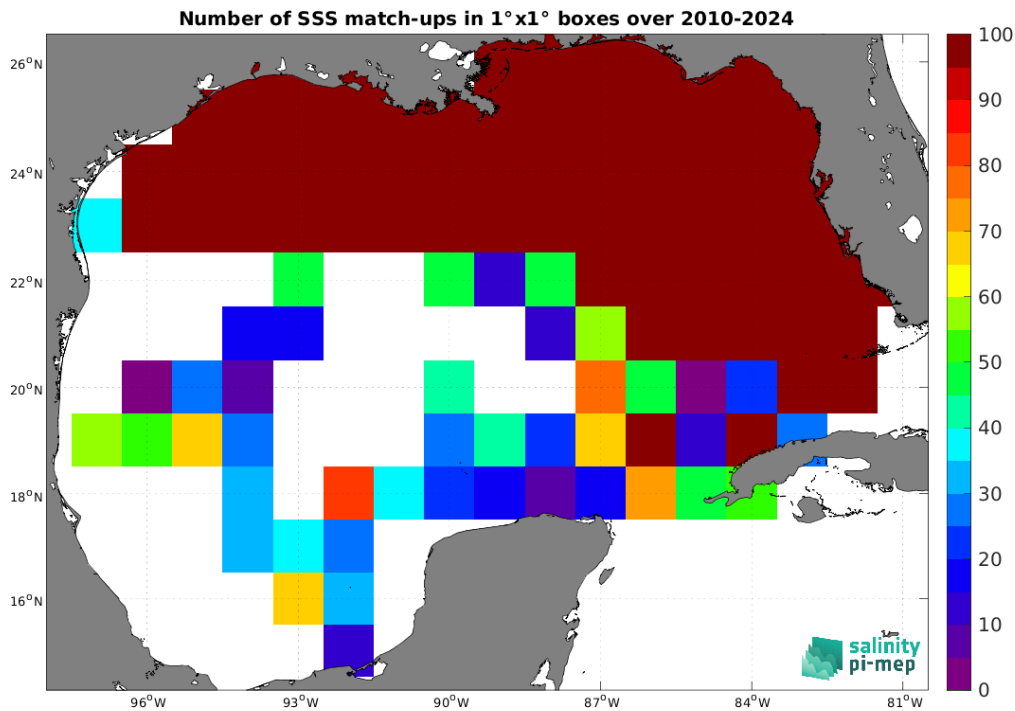 Number of SSS match-ups in 1°x1° boxes over 2010-2024
26°N
24°N
22°N
20°N
18°N
16°N
96°W
93°W
90°W
87°W
84°W
81°W
100
90
80
70
60
50
40
30
20
10
0
salinity
pi-mep